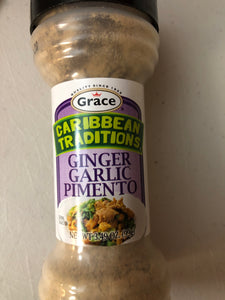 QUALITY SINCE 1922
Grace
CARIBBEAN
TRADITIONS
GINGER
GARLIC
PIMENTO